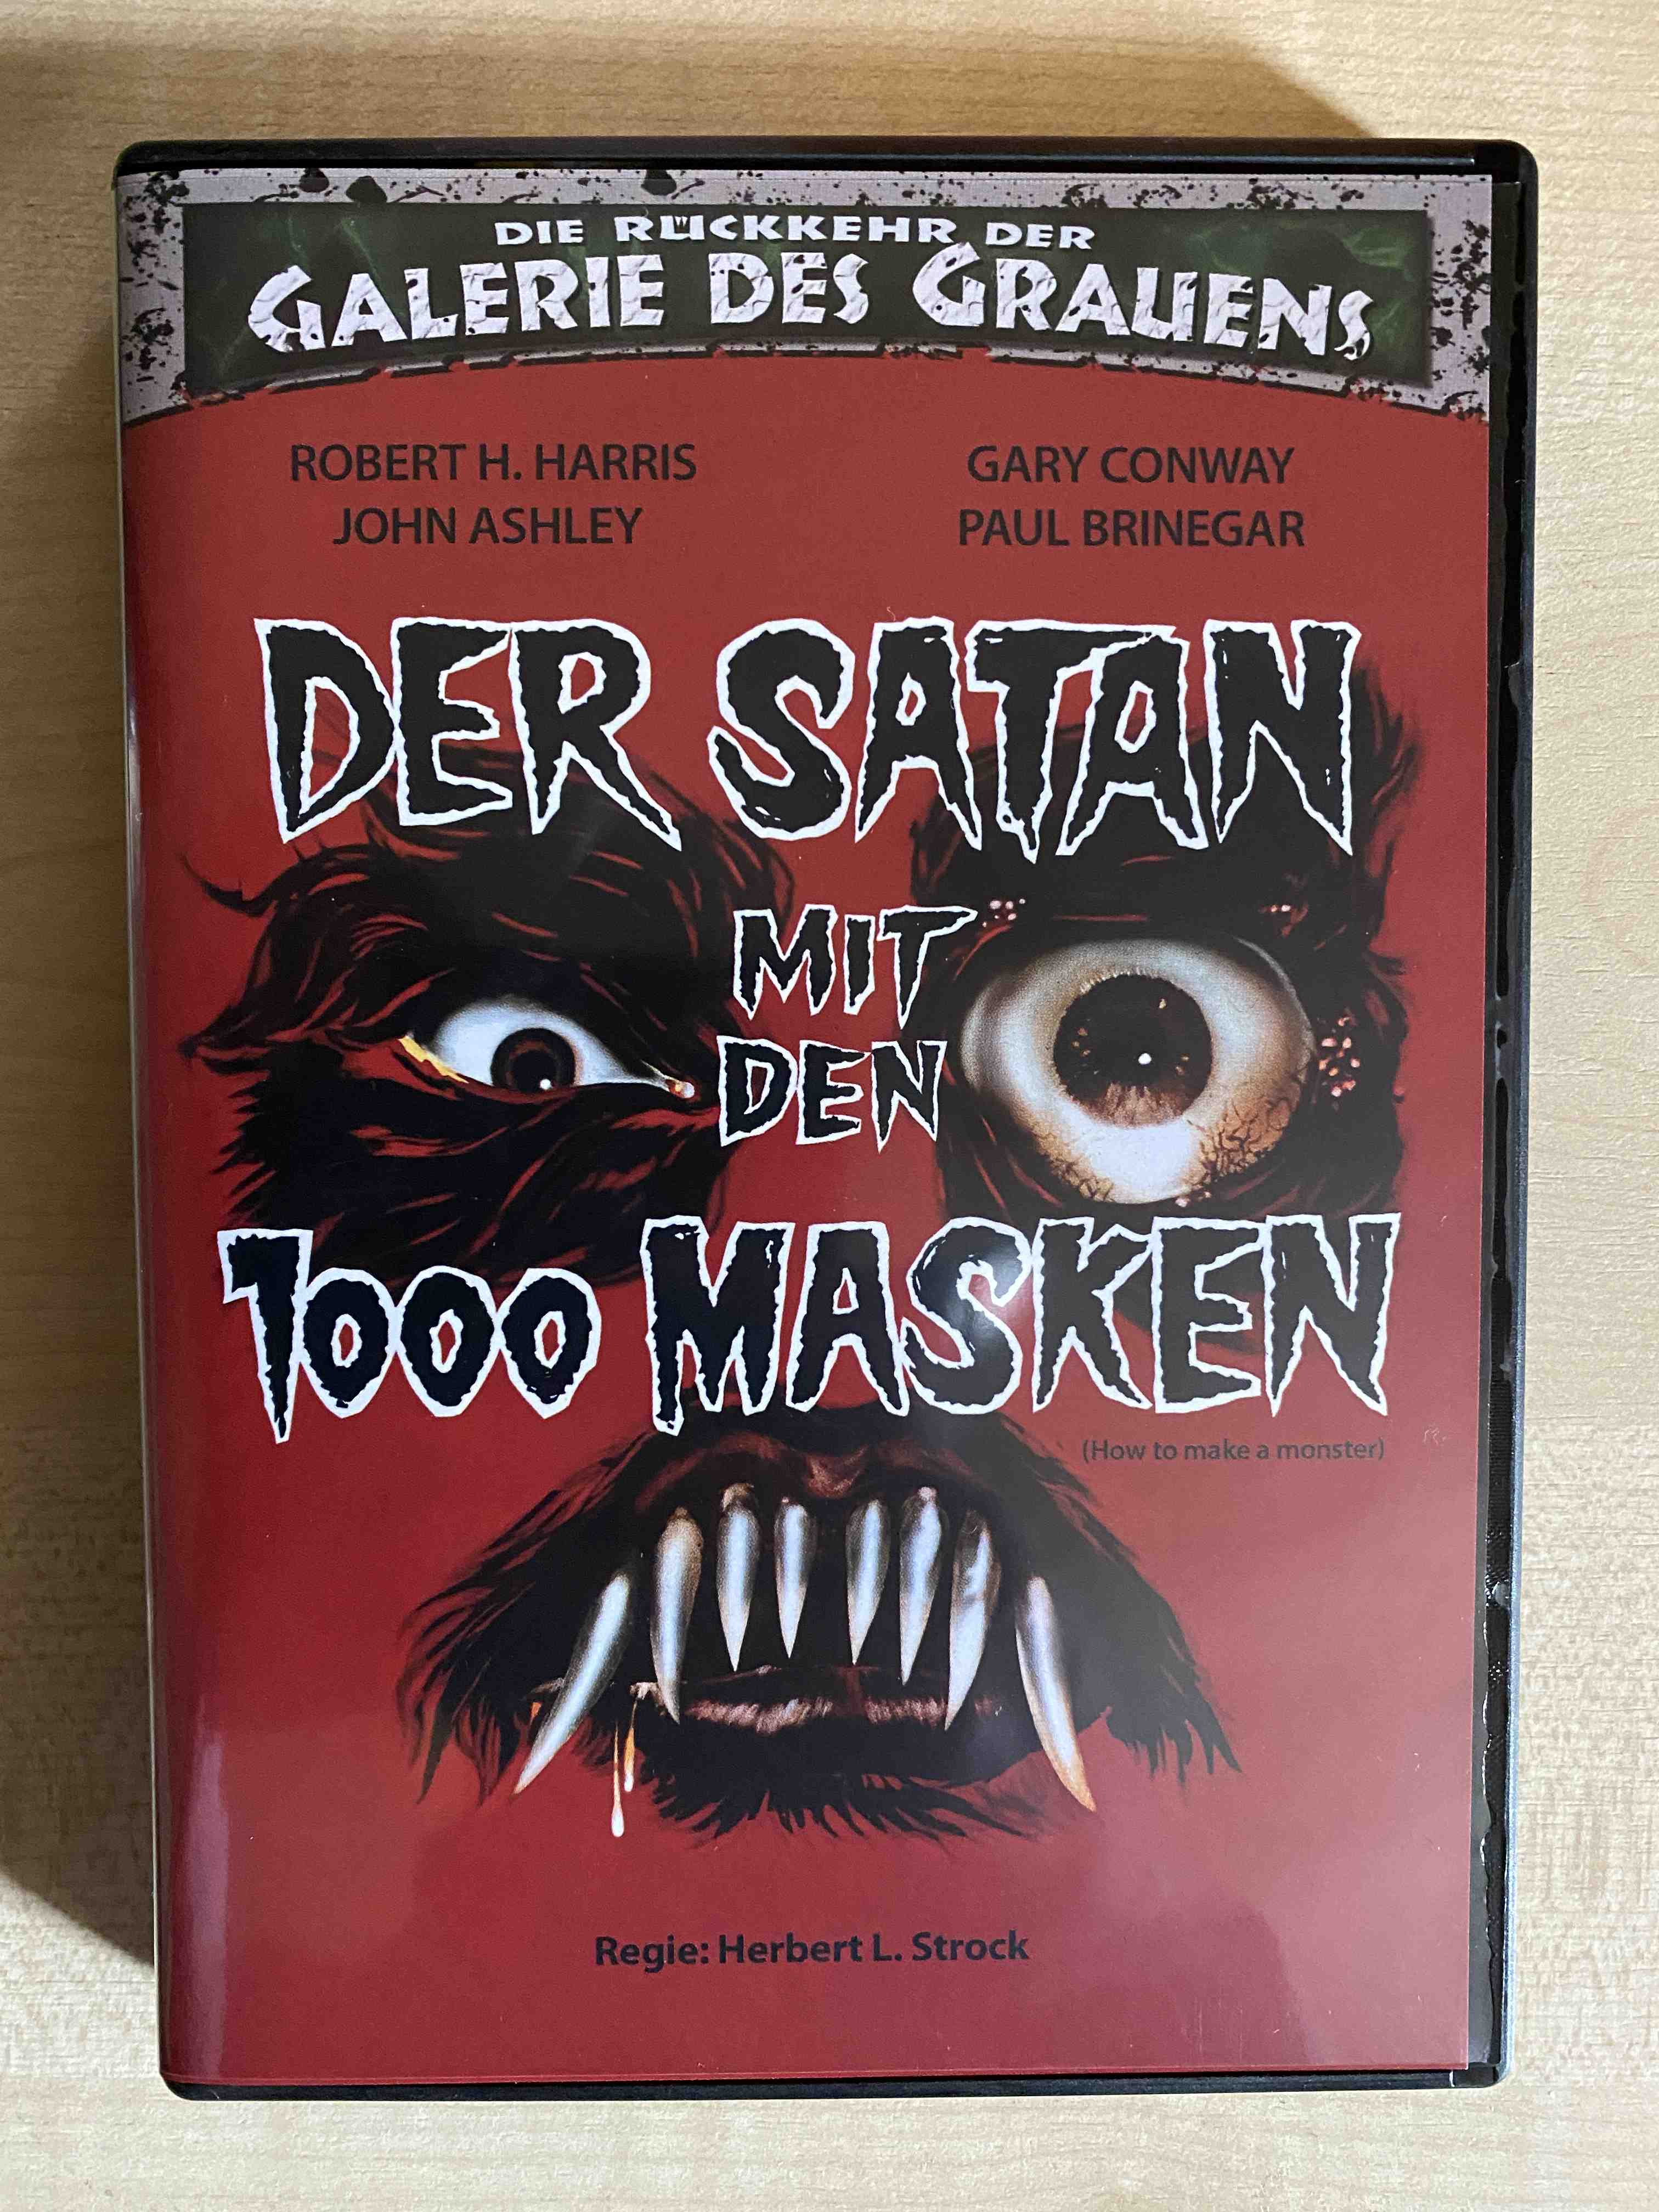 DIE RÜCKKEHR DER
GALERIE DES GRAUENS
ROBERT H. HARRIS
GARY CONWAY
JOHN ASHLEY
PAUL BRINEGAR
DER SATAN
MIT
DEN
1000 MASKEN
(How to make a monster)
Regie: Herbert L. Strock